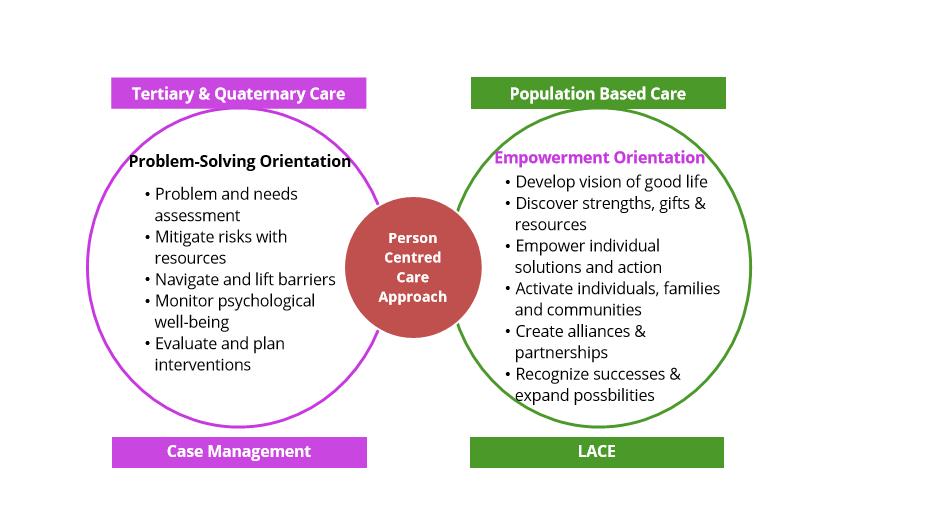 Tertiary & Quaternary Care
Problem-Solving Orientation
• Problem and needs
assessment
• Mitigate risks with
resources
• Navigate and lift barriers
• Monitor psychological
well-being
• Evaluate and plan
interventions
Case Management
Person
Centred
Care
Approach
Population Based Care
Empowerment Orientation
• Develop vision of good life
• Discover strengths, gifts &
resources
• Empower individual
solutions and action
• Activate individuals, families
and communities
• Create alliances &
partnerships
• Recognize successes &
expand possbilities
LACE